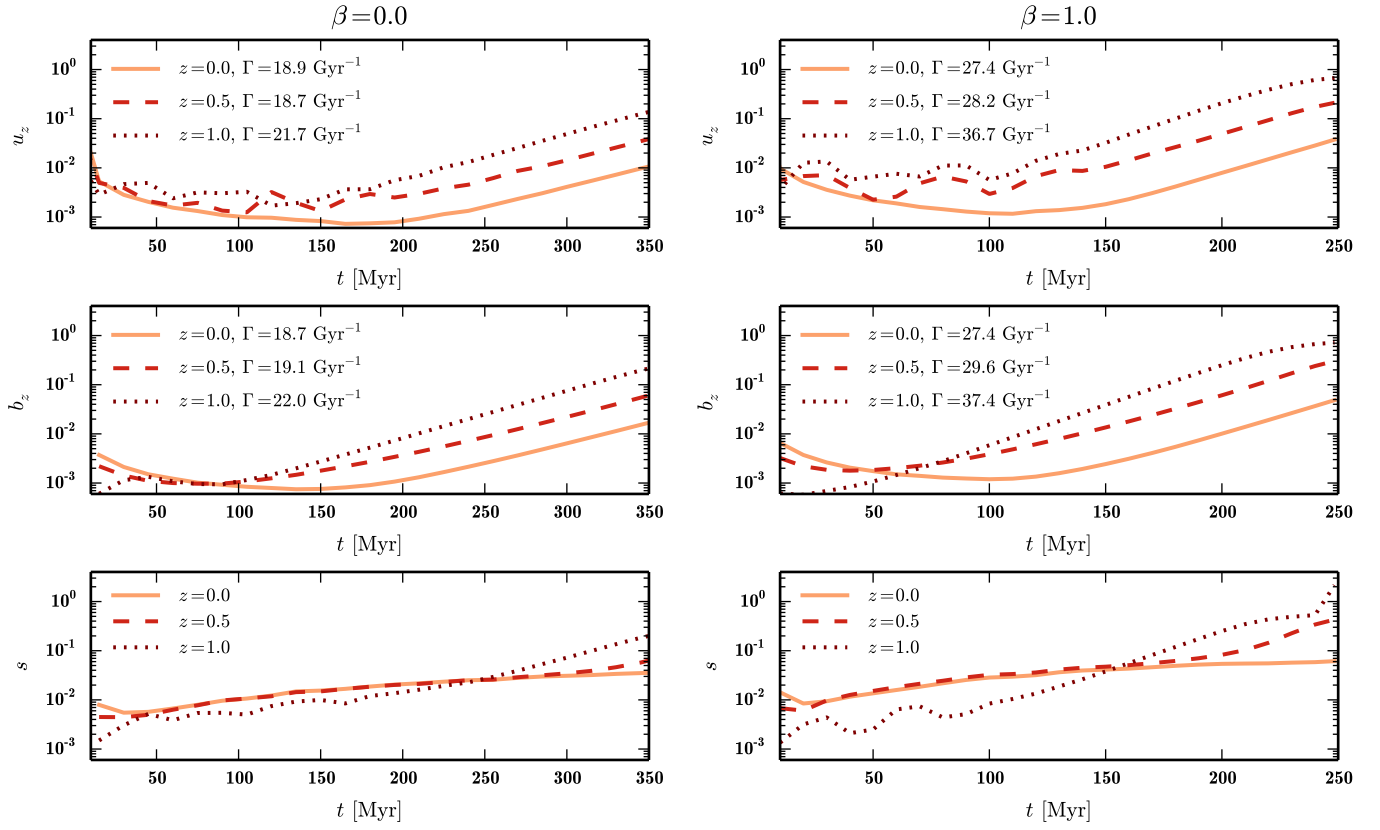 β=0.0
10⁰
10⁻¹
10⁻²
10⁻³
u_z
z=0.0, Γ=18.9 Gyr⁻¹
z=0.5, Γ=18.7 Gyr⁻¹
z=1.0, Γ=21.7 Gyr⁻¹
50 100 150 200 250 300 350
t [Myr]
β=1.0
10⁰
10⁻¹
10⁻²
10⁻³
u_z
z=0.0, Γ=27.4 Gyr⁻¹
z=0.5, Γ=28.2 Gyr⁻¹
z=1.0, Γ=36.7 Gyr⁻¹
50 100 150 200 250
t [Myr]
10⁰
10⁻¹
10⁻²
10⁻³
b_z
z=0.0, Γ=18.7 Gyr⁻¹
z=0.5, Γ=19.1 Gyr⁻¹
z=1.0, Γ=22.0 Gyr⁻¹
50 100 150 200 250 300 350
t [Myr]
10⁰
10⁻¹
10⁻²
10⁻³
b_z
z=0.0, Γ=27.4 Gyr⁻¹
z=0.5, Γ=29.6 Gyr⁻¹
z=1.0, Γ=37.4 Gyr⁻¹
50 100 150 200 250
t [Myr]
10⁰
10⁻¹
10⁻²
10⁻³
s
z=0.0
z=0.5
z=1.0
50 100 150 200 250 300 350
t [Myr]
10⁰
10⁻¹
10⁻²
10⁻³
s
z=0.0
z=0.5
z=1.0
50 100 150 200 250
t [Myr]